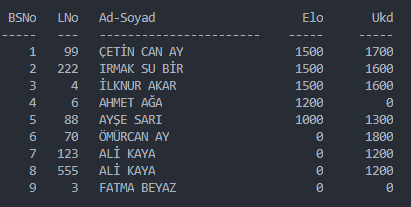 BSNo  LNo  Ad-Soyad                Elo   Ukd
----- ---  ----------------------- ----- -----
1   99  ÇETİN CAN AY           1500  1700
2  222  IRMAK SU BİR           1500  1600
3    4  İLKNUR AKAR            1500  1600
4    6  AHMET AĞA              1200     0
5   88  AYŞE SARI              1000  1300
6   70  ÖMÜRCAN AY                0  1800
7  123  ALİ KAYA                  0  1200
8  555  ALİ KAYA                  0  1200
9    3  FATMA BEYAZ               0     0